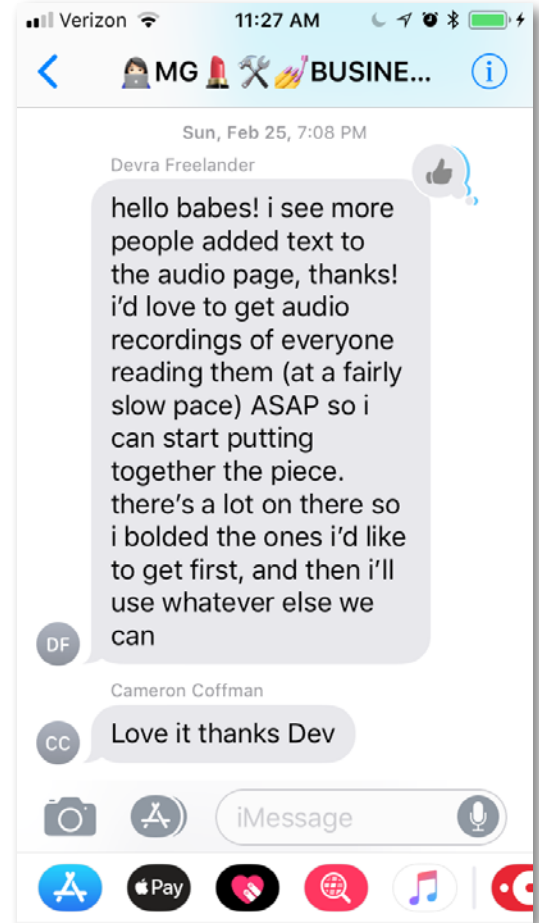 Verizon 11:27 AM
👩🏻‍💻MG💄🛠💅BUSINE...
Sun, Feb 25, 7:08 PM
Devra Freelander
hello babes! i see more
people added text to
the audio page, thanks!
i’d love to get audio
recordings of everyone
reading them (at a fairly
slow pace) ASAP so i
can start putting
together the piece.
there’s a lot on there so
i bolded the ones i’d like
to get first, and then i’ll
use whatever else we
can
DF
Cameron Coffman
Love it thanks Dev
CC
iMessage
Pay